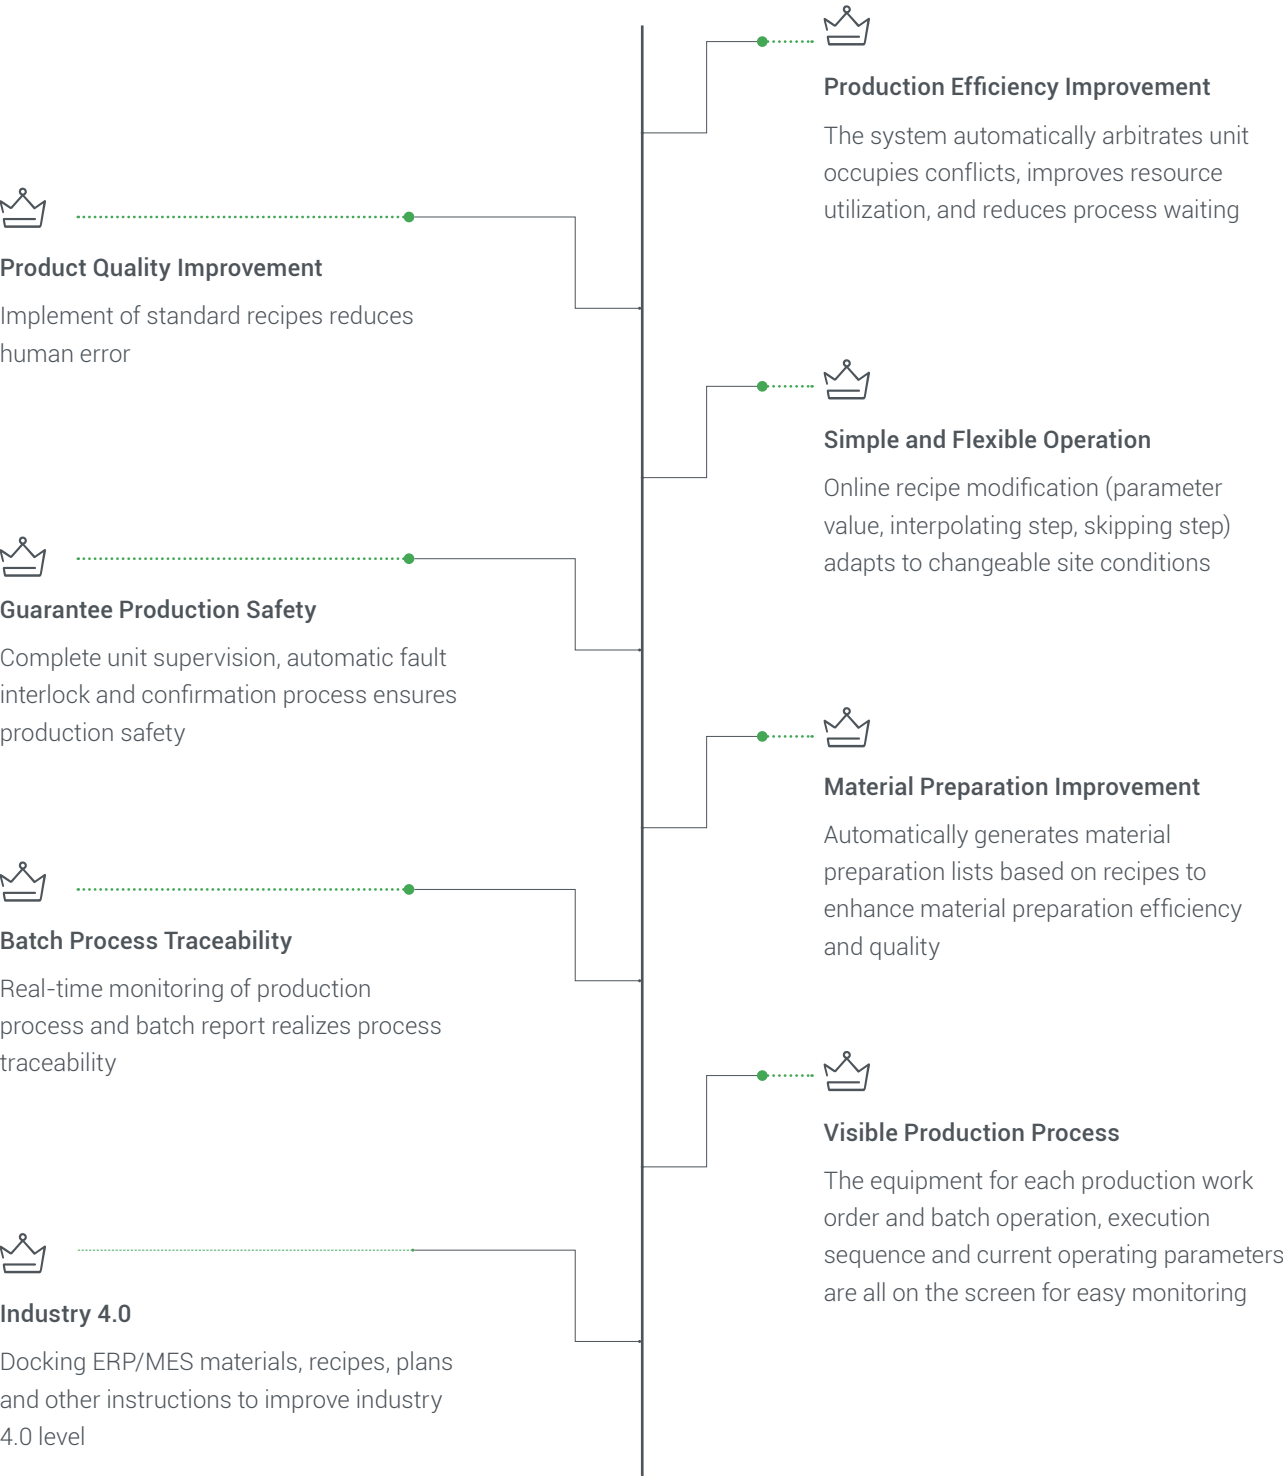 Production Efficiency Improvement
The system automatically arbitrates unit
occupies conflicts, improves resource
utilization, and reduces process waiting
Product Quality Improvement
Implement of standard recipes reduces
human error
Simple and Flexible Operation
Online recipe modification (parameter
value, interpolating step, skipping step)
adapts to changeable site conditions
Guarantee Production Safety
Complete unit supervision, automatic fault
interlock and confirmation process ensures
production safety
Material Preparation Improvement
Automatically generates material
preparation lists based on recipes to
enhance material preparation efficiency
and quality
Batch Process Traceability
Real-time monitoring of production
process and batch report realizes process
traceability
Visible Production Process
The equipment for each production work
order and batch operation, execution
sequence and current operating parameters
are all on the screen for easy monitoring
Industry 4.0
Docking ERP/MES materials, recipes, plans
and other instructions to improve industry
4.0 level